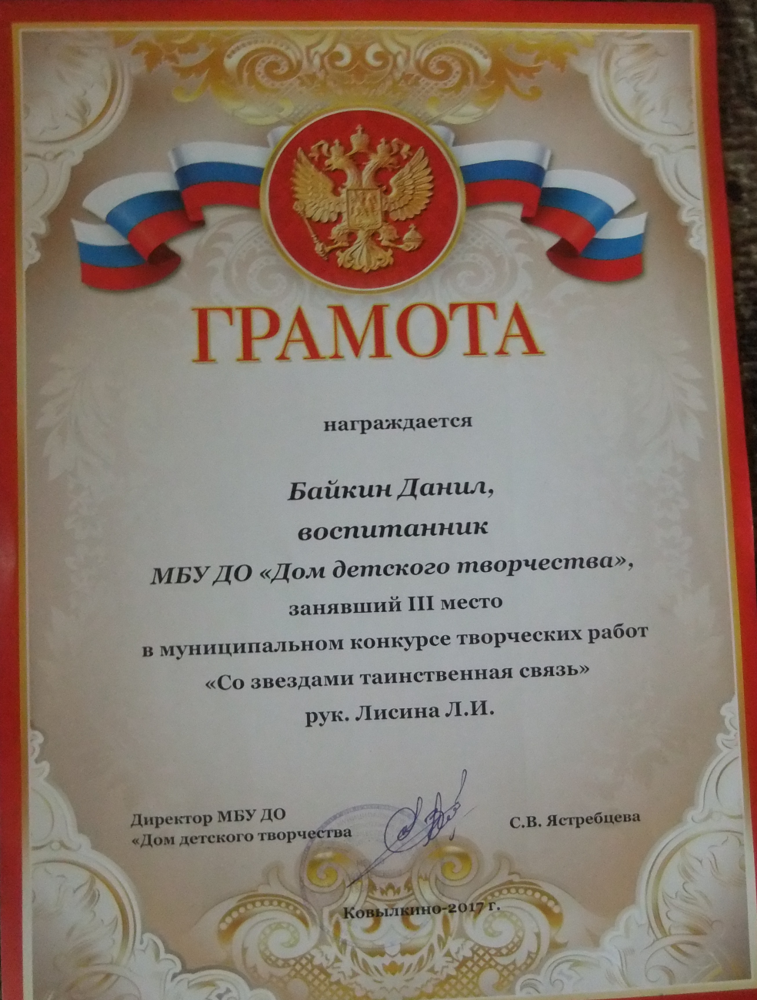 ГРАМОТА
награждается
Байкин Данил,
воспитанник
МБУ ДО «Дом детского творчества»,
занявший III место
в муниципальном конкурсе творческих работ
«Со звездами таинственная связь»
рук. Лисина Л.И.
Директор МБУ ДО
«Дом детского творчества
С.В. Ястребцева
Ковылкино-2017 г.